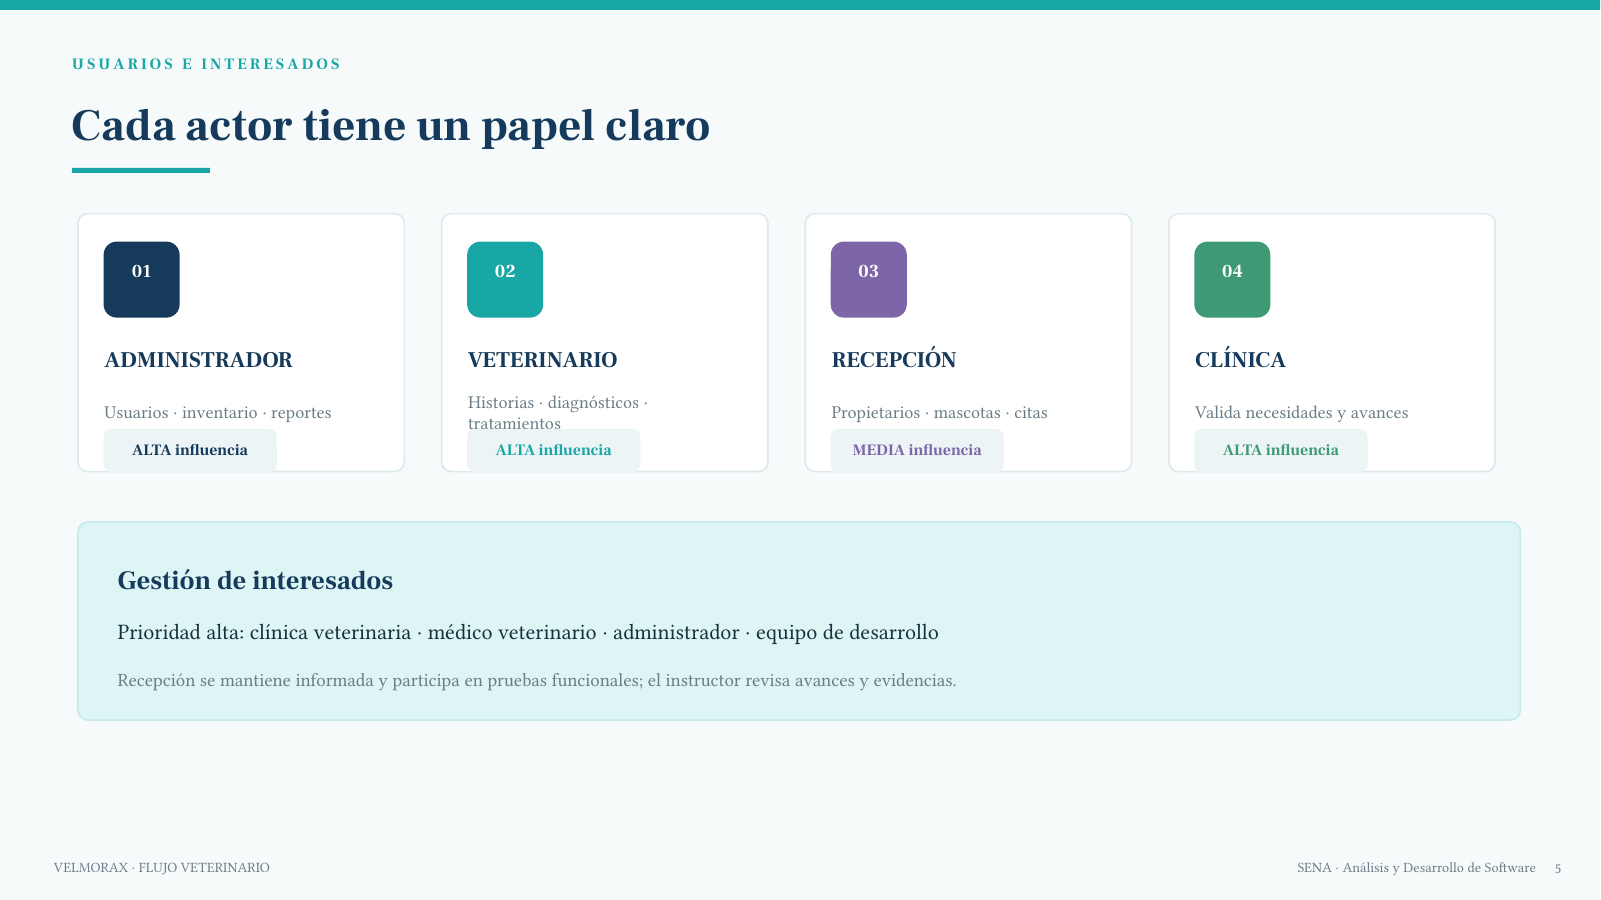 USUARIOS E INTERESADOS
Cada actor tiene un papel claro
01
ADMINISTRADOR
Usuarios · inventario · reportes
ALTA influencia
02
VETERINARIO
Historias · diagnósticos ·
tratamientos
ALTA influencia
03
RECEPCIÓN
Propietarios · mascotas · citas
MEDIA influencia
04
CLÍNICA
Valida necesidades y avances
ALTA influencia
Gestión de interesados
Prioridad alta: clínica veterinaria · médico veterinario · administrador · equipo de desarrollo
Recepción se mantiene informada y participa en pruebas funcionales; el instructor revisa avances y evidencias.
VELMORAX · FLUJO VETERINARIO
SENA · Análisis y Desarrollo de Software 5